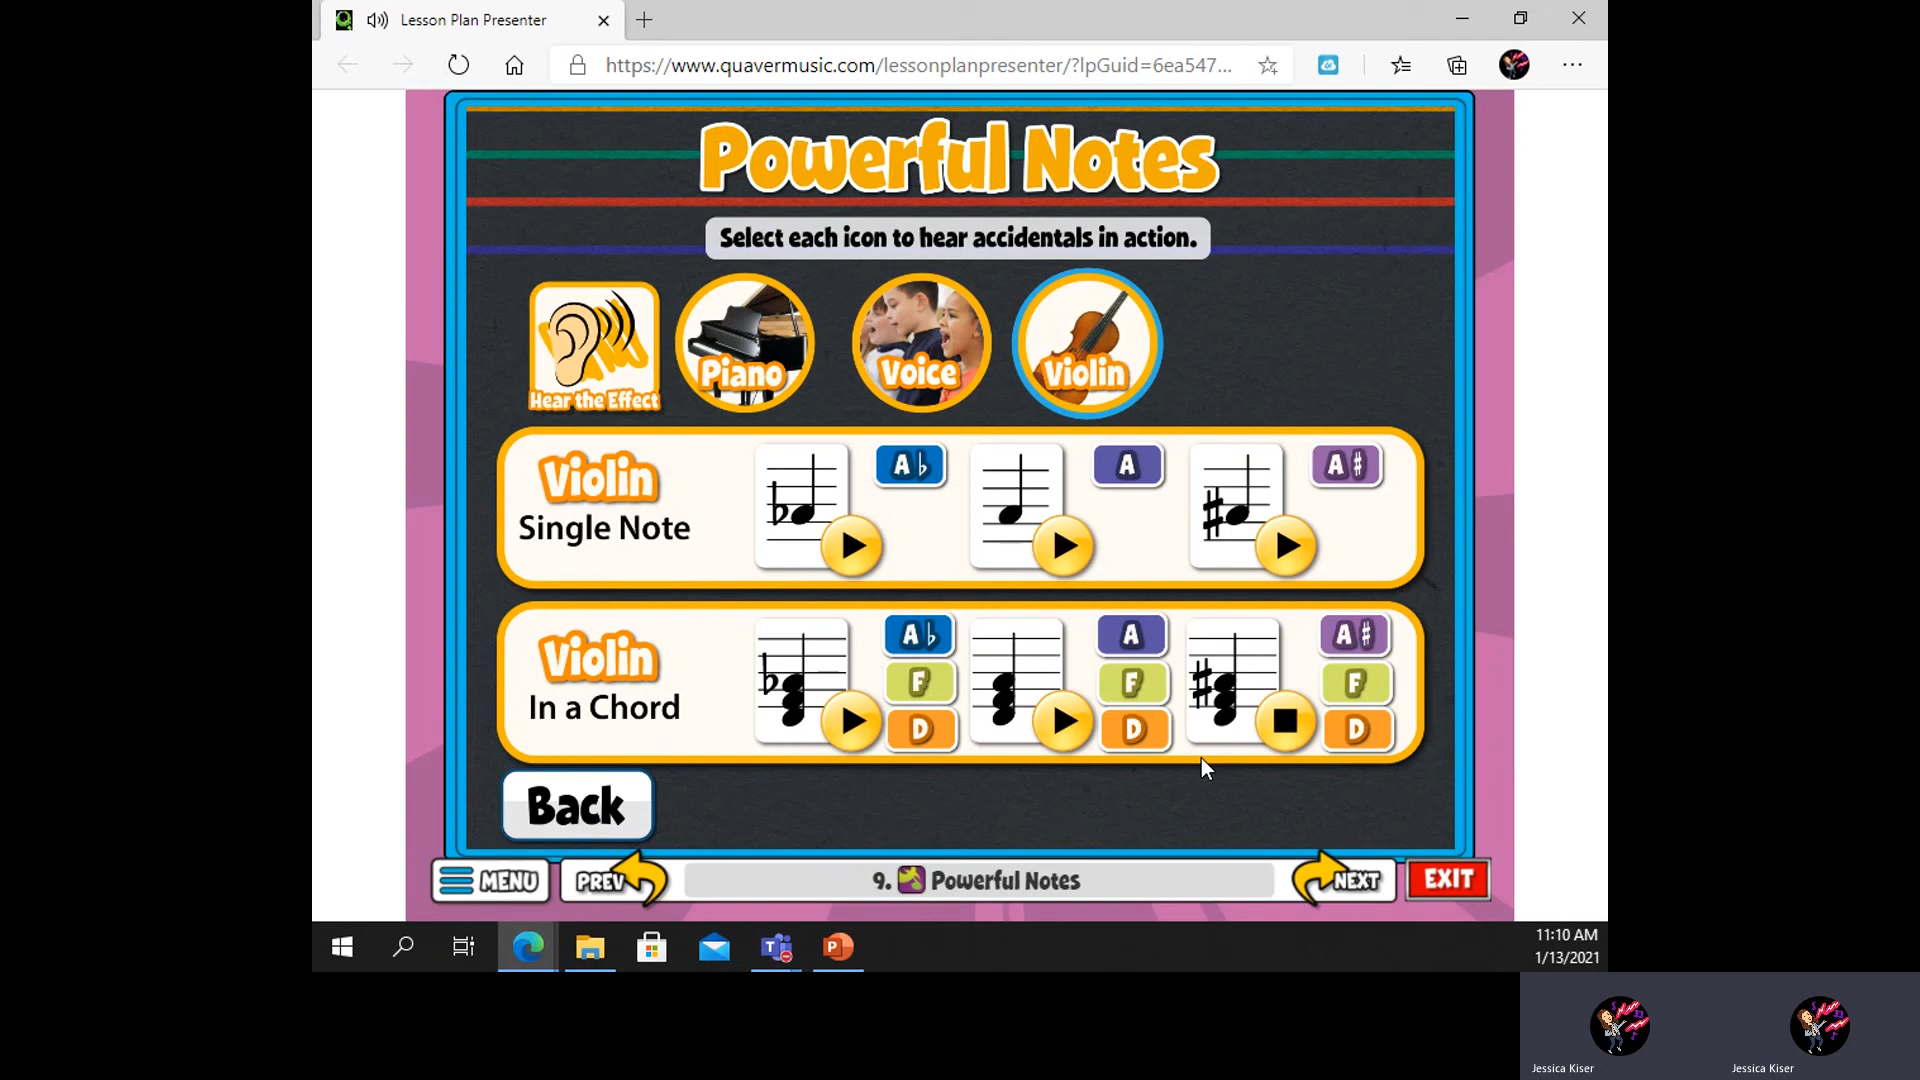 Lesson Plan Presenter
https://www.quavermusic.com/lessonplanpresenter/?lpGuid=6ea547...
Powerful Notes
Select each icon to hear accidentals in action.
Hear the Effect
Piano
Voice
Violin
Violin
Single Note
A♭
A
A♯
Violin
In a Chord
A♭
F
D
A
F
D
A♯
F
D
Back
MENU
PREV
9. Powerful Notes
NEXT
EXIT
11:10 AM
1/13/2021
Jessica Kiser
Jessica Kiser